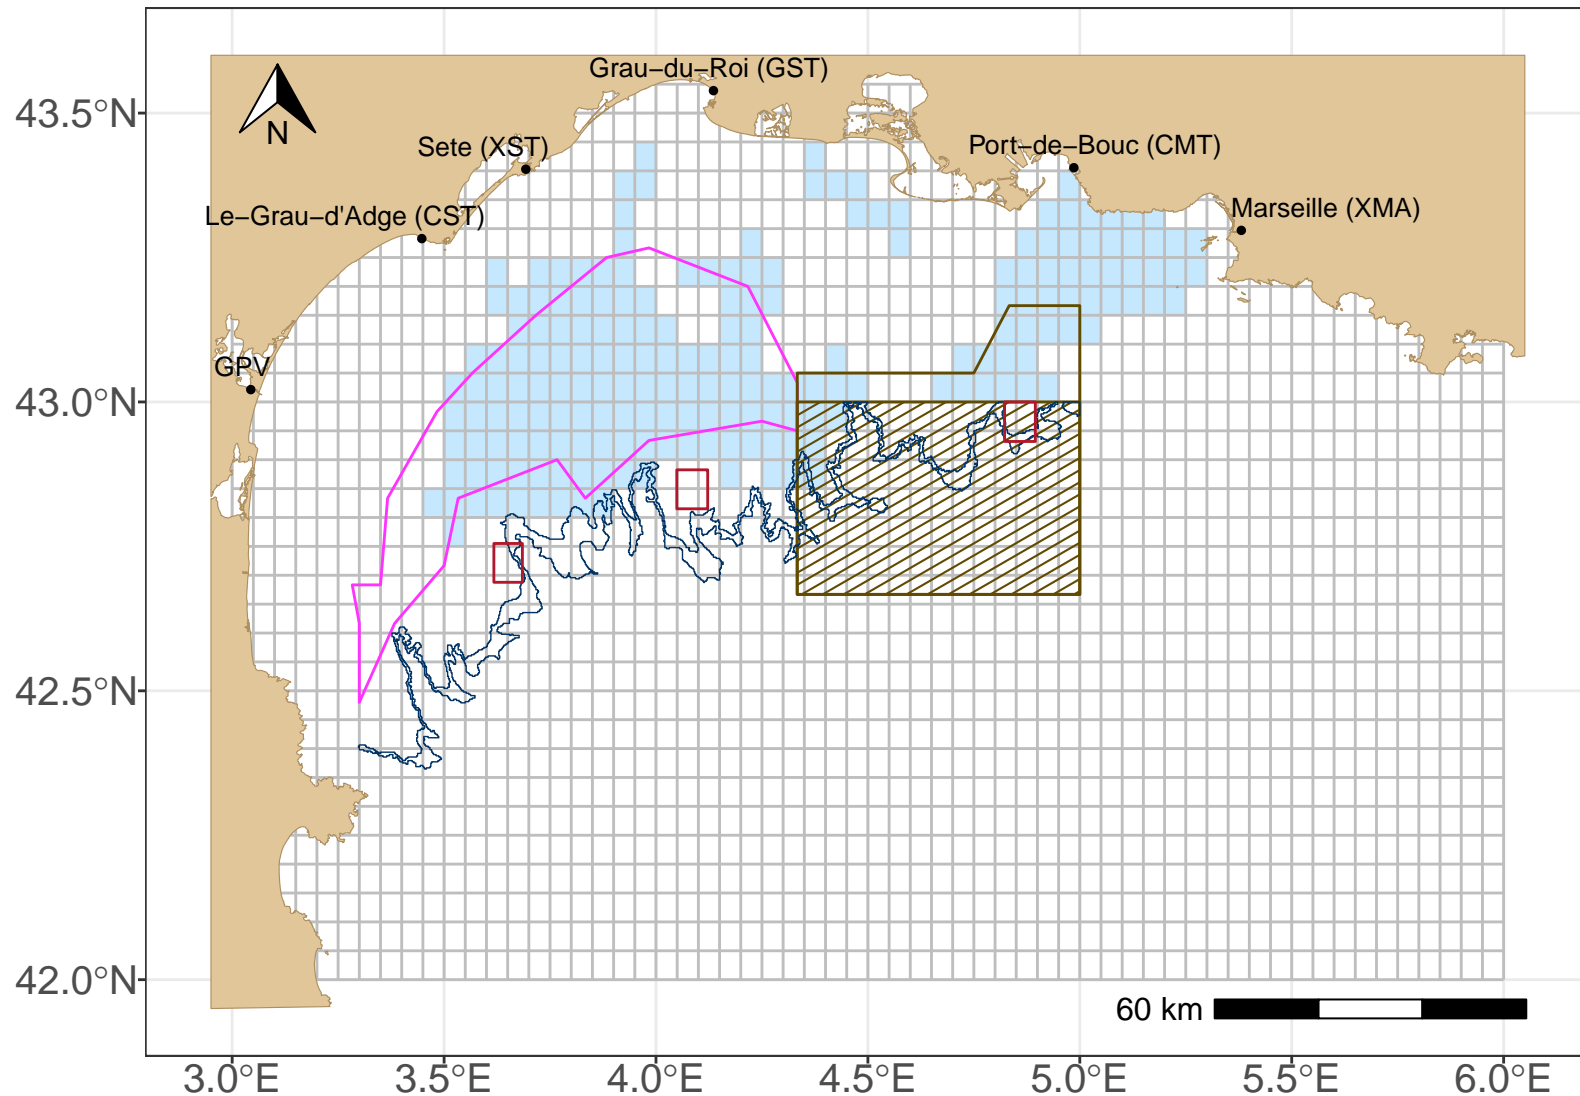 Grau−du−Roi (GST)
43.5°N
N
Sete (XST)
Port−de−Bouc (CMT)
Le−Grau−d'Adge (CST)
Marseille (XMA)
GPV
43.0°N
42.5°N
42.0°N
60 km
3.0°E 3.5°E 4.0°E 4.5°E 5.0°E 5.5°E 6.0°E